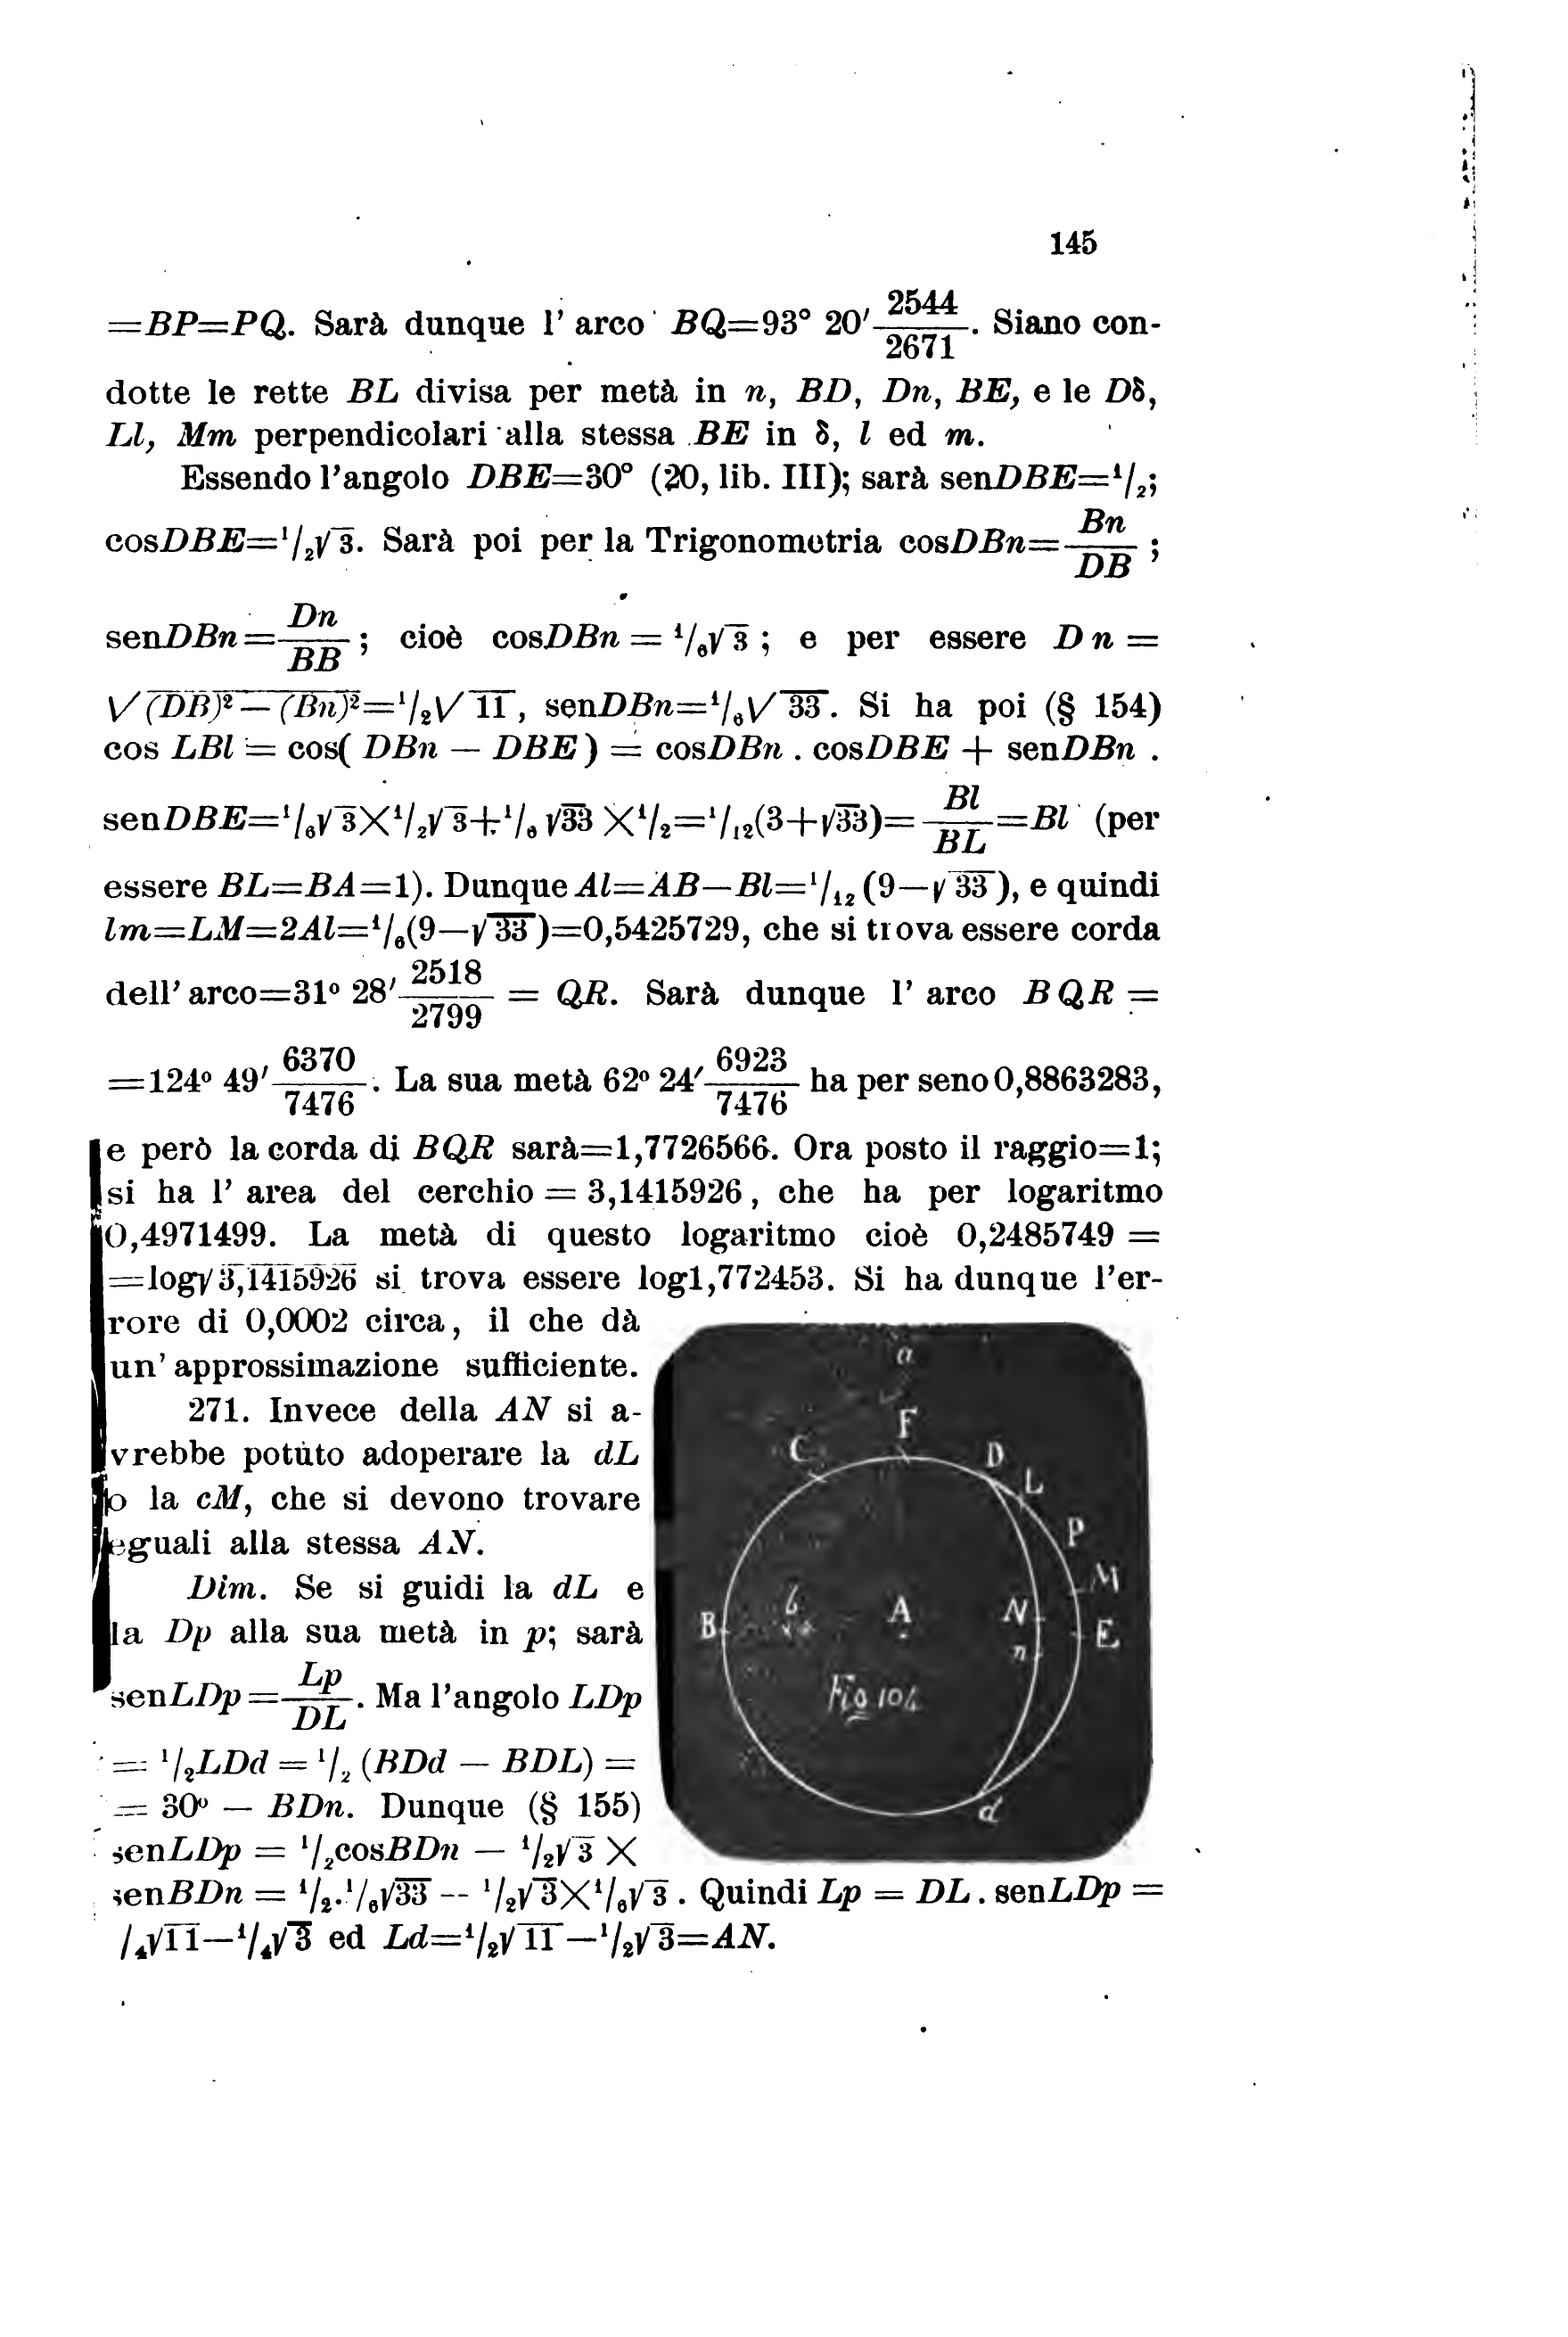 145
=BP=PQ. Sarà dunque l' arco BQ=93° 20' 2544/2671. Siano con-
dotte le rette BL divisa per metà in n, BD, Dn, BE, e le Dδ,
Ll, Mm perpendicolari alla stessa BE in δ, l ed m.
Essendo l'angolo DBE=30° (20, lib. III); sarà senDBE=1/2;
cosDBE=1/2√3. Sarà poi per la Trigonometria cosDBn=Bn/DB;
senDBn=Dn/BB; cioè cosDBn = 1/6√3; e per essere Dn =
√(DB)²—(Bn)²=1/2√11, senDBn=1/6√33. Si ha poi (§ 154)
cos LBl = cos( DBn — DBE ) = cosDBn . cosDBE + senDBn .
senDBE=1/6√3×1/2√3+1/6√33×1/2=1/12(3+√33)=Bl/BL=Bl (per
essere BL=BA=1). Dunque Al=AB—Bl=1/12(9—√33), e quindi
lm=LM=2Al=1/6(9—√33)=0,5425729, che si trova essere corda
dell' arco=31° 28' 2518/2799 = QR. Sarà dunque l' arco BQR =
=124° 49' 6370/7476. La sua metà 62° 24' 6923/7476 ha per seno 0,8863283,
e però la corda di BQR sarà=1,7726566. Ora posto il raggio=1;
si ha l' area del cerchio = 3,1415926, che ha per logaritmo
0,4971499. La metà di questo logaritmo cioè 0,2485749 =
=log√3,1415926 si trova essere log1,772453. Si ha dunque l'er-
rore di 0,0002 circa, il che dà
un' approssimazione sufficiente.
271. Invece della AN si a-
vrebbe potùto adoperare la dL
o la cM, che si devono trovare
eguali alla stessa AN.
Dim. Se si guidi la dL e
la Dp alla sua metà in p; sarà
senLDp=Lp/DL. Ma l'angolo LDp
= 1/2LDd = 1/2 (BDd — BDL) =
= 30° — BDn. Dunque (§ 155)
senLDp = 1/2cosBDn — 1/2√3 ×
senBDn = 1/2.1/6√33 -- 1/2√3×1/6√3. Quindi Lp = DL.senLDp =
/4√11—1/4√3 ed Ld=1/2√11—1/2√3=AN.
a
F
C
D
L
P
M
b
B
A
N
E
n
Fig 104
d